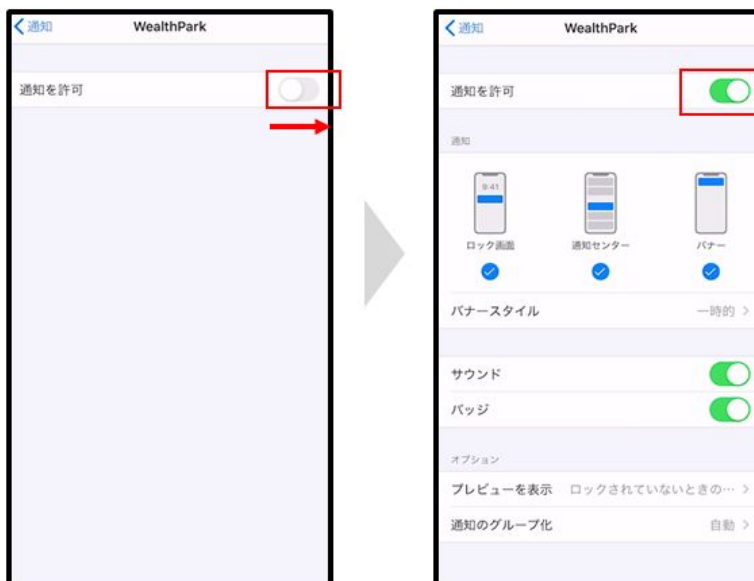 通知
WealthPark
通知を許可
通知
WealthPark
通知を許可
通知
9:41
ロック画面
通知センター
バナー
バナースタイル 一時的
サウンド
バッジ
オプション
プレビューを表示 ロックされていないときの…
通知のグループ化 自動